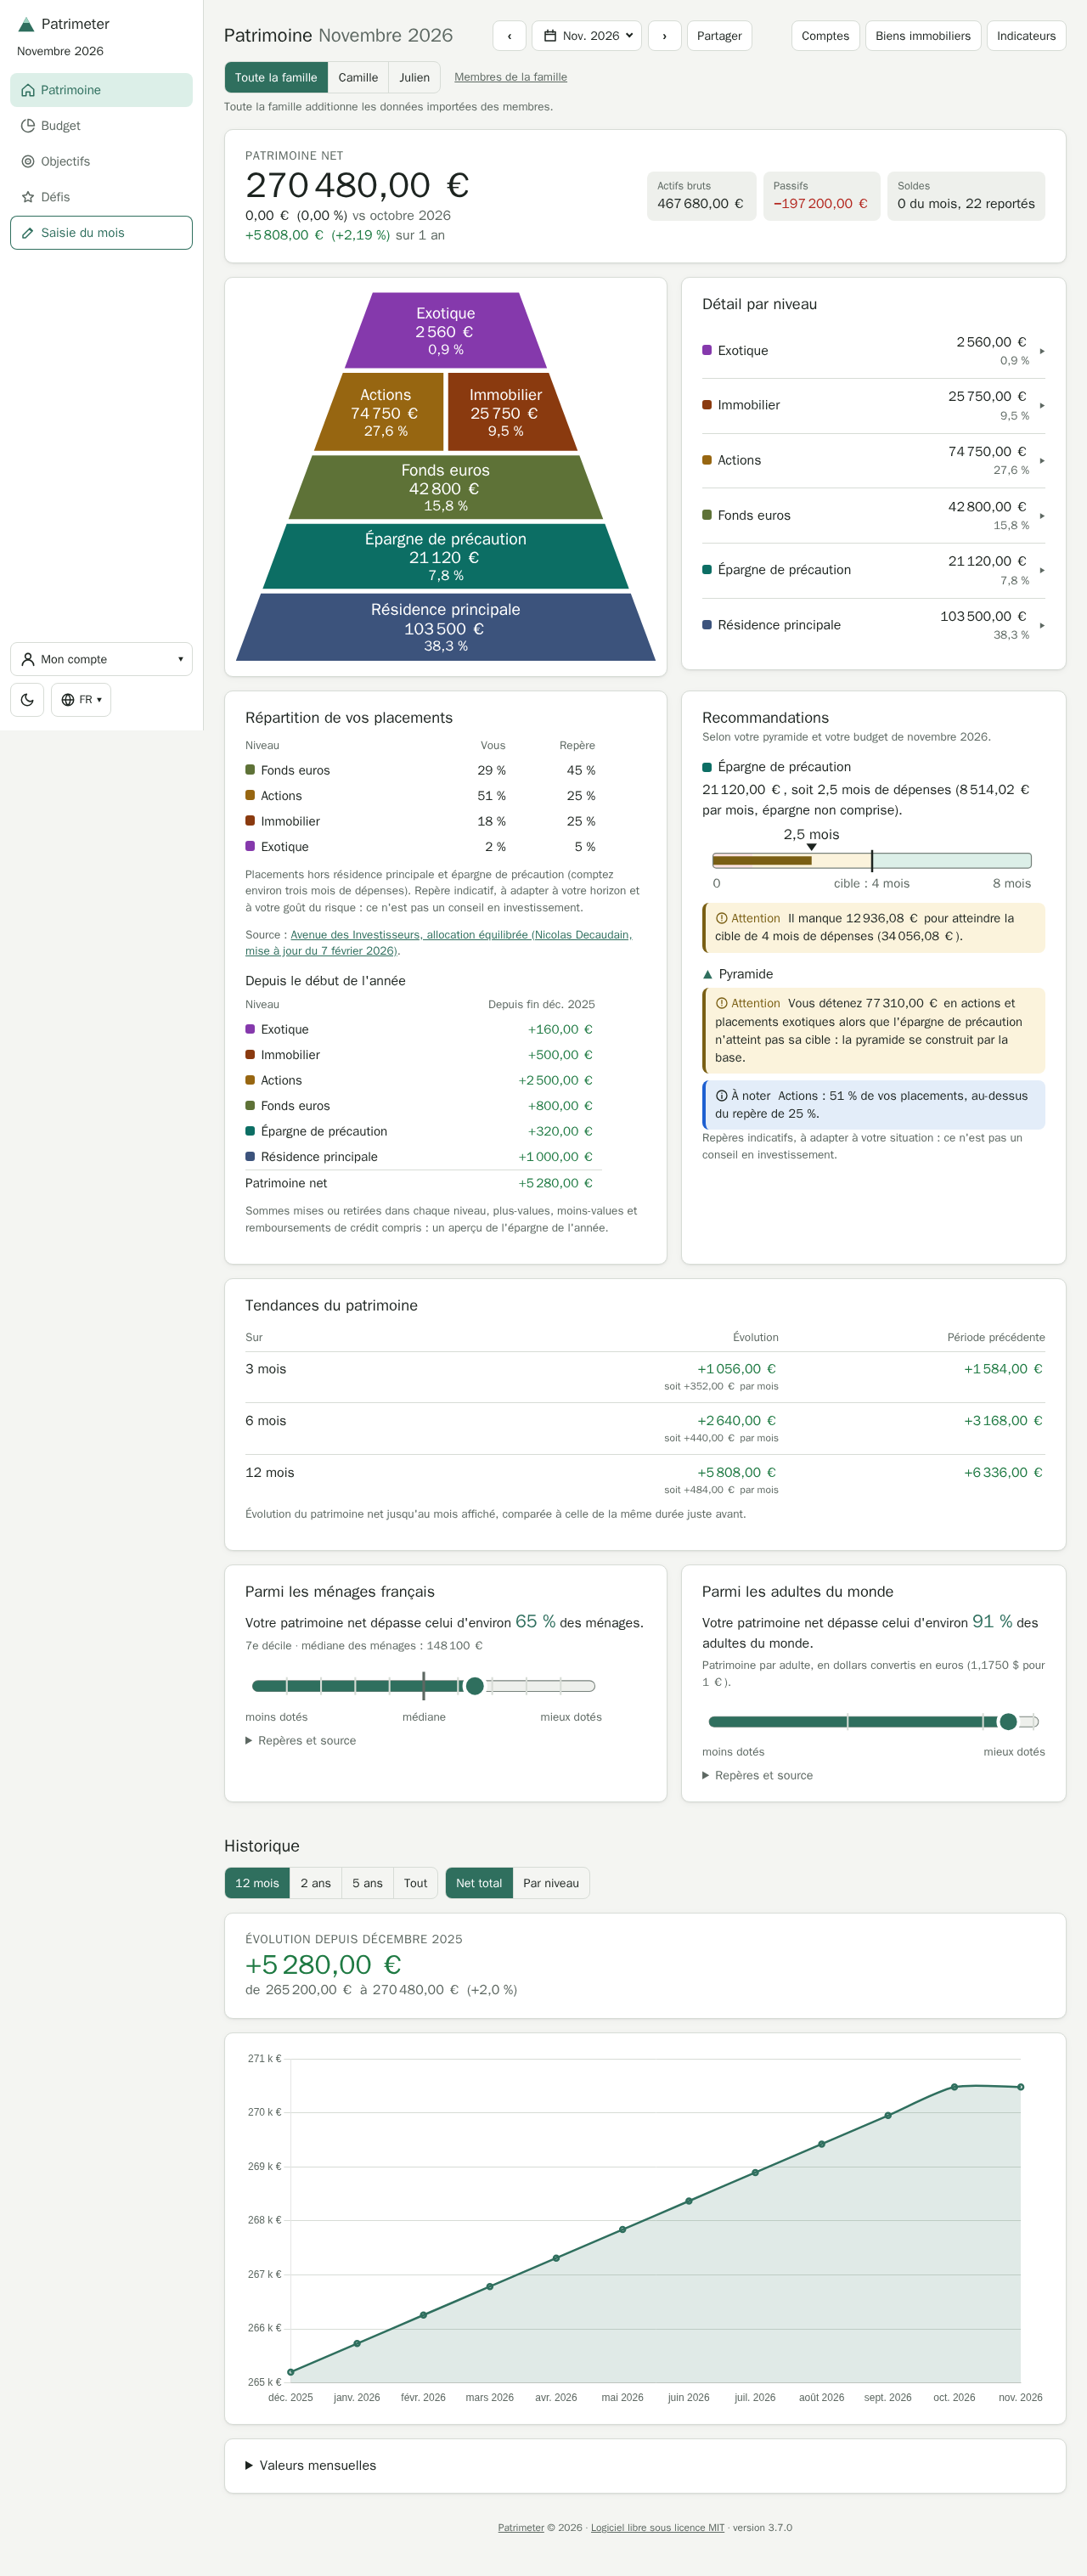 Patrimeter
Novembre 2026
Patrimoine
Budget
Objectifs
Défis
Saisie du mois
Mon compte ▾
FR ▾
Patrimoine Novembre 2026
‹
Nov. 2026
›
Partager
Comptes
Biens immobiliers
Indicateurs
Toute la famille
Camille
Julien
Membres de la famille
Toute la famille additionne les données importées des membres.
PATRIMOINE NET
270 480,00 €
0,00 € (0,00 %) vs octobre 2026
+5 808,00 € (+2,19 %) sur 1 an
Actifs bruts
467 680,00 €
Passifs
−197 200,00 €
Soldes
0 du mois, 22 reportés
Exotique
2 560 €
0,9 %
Actions
74 750 €
27,6 %
Immobilier
25 750 €
9,5 %
Fonds euros
42 800 €
15,8 %
Épargne de précaution
21 120 €
7,8 %
Résidence principale
103 500 €
38,3 %
Détail par niveau
Exotique 2 560,00 €
0,9 %
Immobilier 25 750,00 €
9,5 %
Actions 74 750,00 €
27,6 %
Fonds euros 42 800,00 €
15,8 %
Épargne de précaution 21 120,00 €
7,8 %
Résidence principale 103 500,00 €
38,3 %
Répartition de vos placements
Niveau Vous Repère
Fonds euros 29 % 45 %
Actions 51 % 25 %
Immobilier 18 % 25 %
Exotique 2 % 5 %
Placements hors résidence principale et épargne de précaution (comptez
environ trois mois de dépenses). Repère indicatif, à adapter à votre horizon et
à votre goût du risque : ce n'est pas un conseil en investissement.
Source : Avenue des Investisseurs, allocation équilibrée (Nicolas Decaudain,
mise à jour du 7 février 2026).
Depuis le début de l'année
Niveau Depuis fin déc. 2025
Exotique +160,00 €
Immobilier +500,00 €
Actions +2 500,00 €
Fonds euros +800,00 €
Épargne de précaution +320,00 €
Résidence principale +1 000,00 €
Patrimoine net +5 280,00 €
Sommes mises ou retirées dans chaque niveau, plus-values, moins-values et
remboursements de crédit compris : un aperçu de l'épargne de l'année.
Recommandations
Selon votre pyramide et votre budget de novembre 2026.
Épargne de précaution
21 120,00 € , soit 2,5 mois de dépenses (8 514,02 €
par mois, épargne non comprise).
2,5 mois
0 cible : 4 mois 8 mois
Attention Il manque 12 936,08 € pour atteindre la
cible de 4 mois de dépenses (34 056,08 € ).
Pyramide
Attention Vous détenez 77 310,00 € en actions et
placements exotiques alors que l'épargne de précaution
n'atteint pas sa cible : la pyramide se construit par la
base.
À noter Actions : 51 % de vos placements, au-dessus
du repère de 25 %.
Repères indicatifs, à adapter à votre situation : ce n'est pas un
conseil en investissement.
Tendances du patrimoine
Sur Évolution Période précédente
3 mois +1 056,00 € +1 584,00 €
soit +352,00 € par mois
6 mois +2 640,00 € +3 168,00 €
soit +440,00 € par mois
12 mois +5 808,00 € +6 336,00 €
soit +484,00 € par mois
Évolution du patrimoine net jusqu'au mois affiché, comparée à celle de la même durée juste avant.
Parmi les ménages français
Votre patrimoine net dépasse celui d'environ 65 % des ménages.
7e décile · médiane des ménages : 148 100 €
moins dotés médiane mieux dotés
Repères et source
Parmi les adultes du monde
Votre patrimoine net dépasse celui d'environ 91 % des
adultes du monde.
Patrimoine par adulte, en dollars convertis en euros (1,1750 $ pour
1 € ).
moins dotés mieux dotés
Repères et source
Historique
12 mois
2 ans
5 ans
Tout
Net total
Par niveau
ÉVOLUTION DEPUIS DÉCEMBRE 2025
+5 280,00 €
de 265 200,00 € à 270 480,00 € (+2,0 %)
271 k €
270 k €
269 k €
268 k €
267 k €
266 k €
265 k €
déc. 2025 janv. 2026 févr. 2026 mars 2026 avr. 2026 mai 2026 juin 2026 juil. 2026 août 2026 sept. 2026 oct. 2026 nov. 2026
Valeurs mensuelles
Patrimeter © 2026 · Logiciel libre sous licence MIT · version 3.7.0